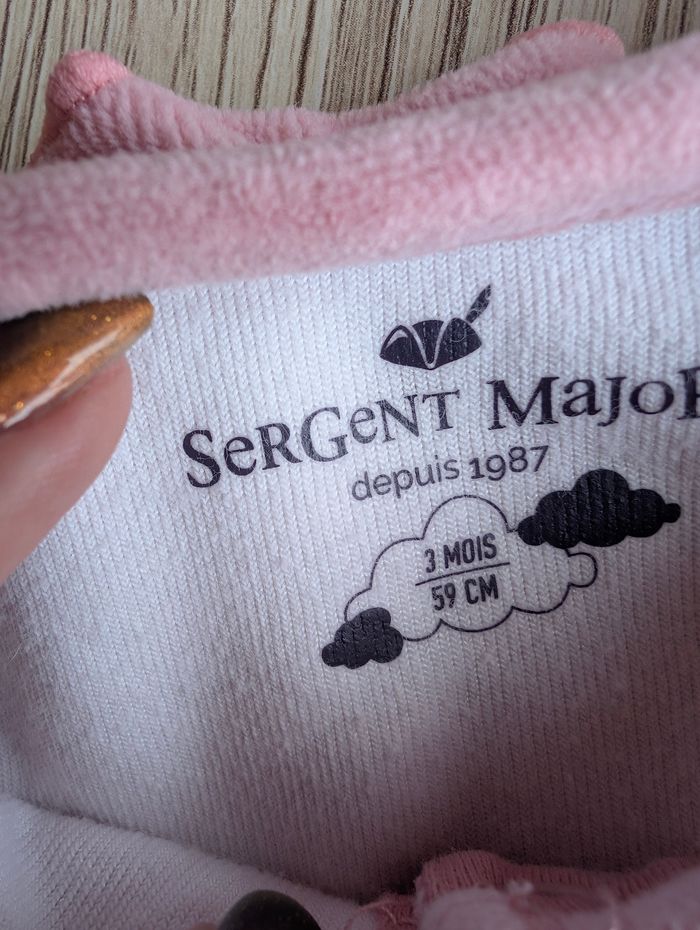 SeRGeNT MaJoR
depuis 1987
3 MOIS
59 CM